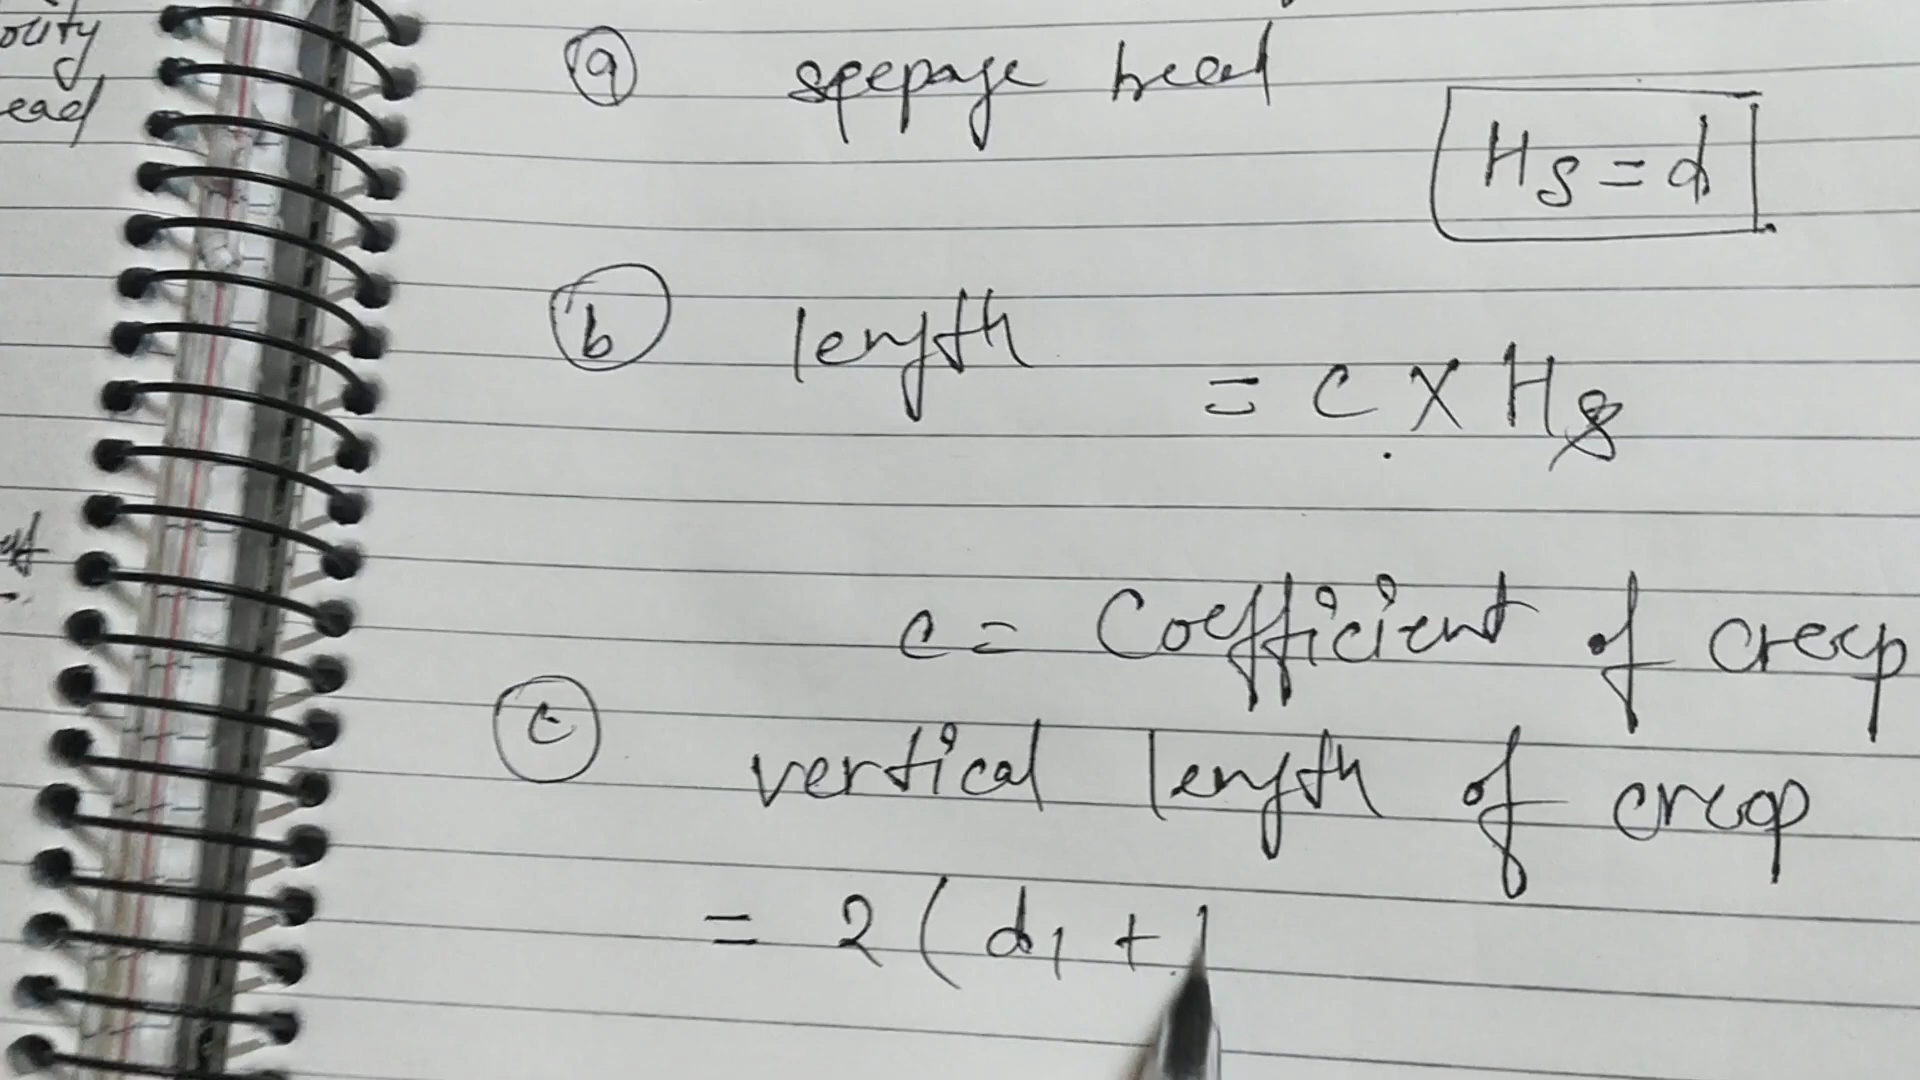 ⓐ seepage head
Hs = d
ⓑ length
= C X Hs
C = Coefficient of creep
ⓒ vertical length of creep
= 2 ( d1 +